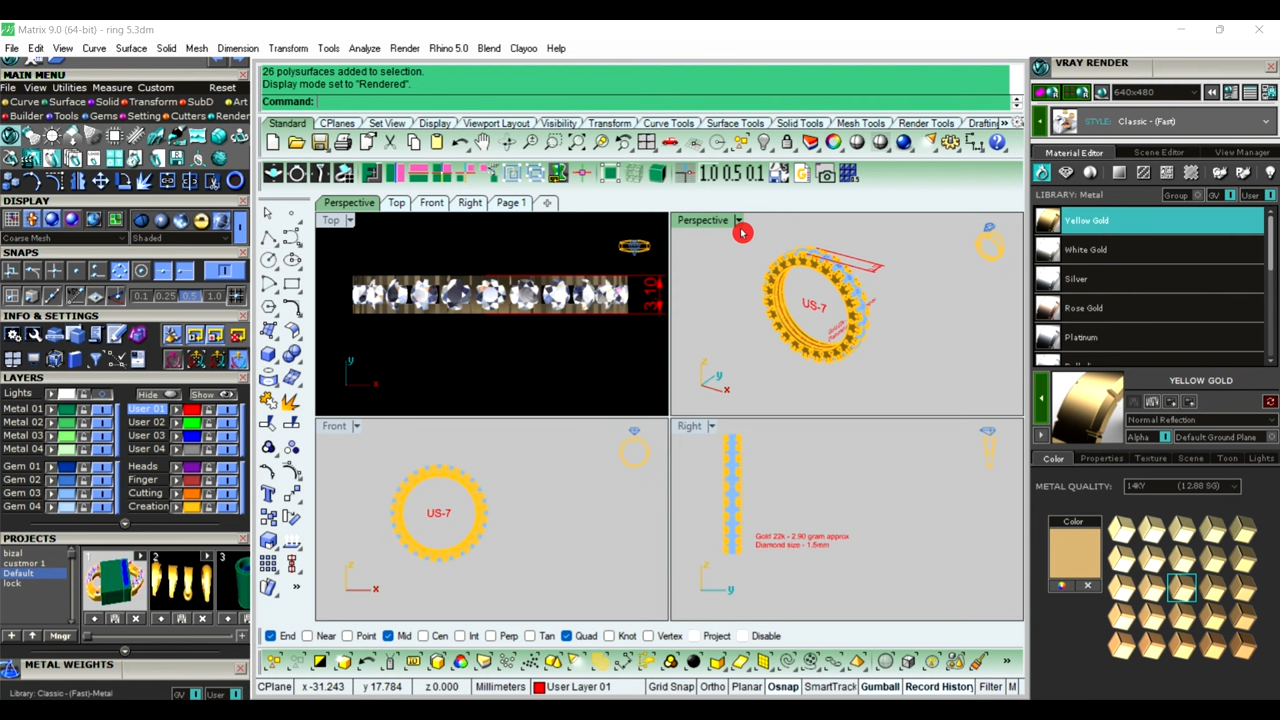 Matrix 9.0 (64-bit) - ring 5.3dm
File Edit View Curve Surface Solid Mesh Dimension Transform Tools Analyze Render Rhino 5.0 Blend Clayoo Help
MAIN MENU
File View Utilities Measure Custom Reset
Curve Surface Solid Transform SubD Art
Builder Tools Gems Setting Cutters Render
DISPLAY
Coarse Mesh Shaded
SNAPS
0.1 0.25 0.5 1.0
INFO & SETTINGS
LAYERS
Lights Hide Show
Metal 01 User 01
Metal 02 User 02
Metal 03 User 03
Metal 04 User 04
Gem 01 Heads
Gem 02 Finger
Gem 03 Cutting
Gem 04 Creation
PROJECTS
bizal
custmor 1
Default
lock
1 2 3
Mngr
METAL WEIGHTS
Library: Classic - (Fast)-Metal GV User
26 polysurfaces added to selection.
Display mode set to "Rendered".
Command:
Standard CPlanes Set View Display Viewport Layout Visibility Transform Curve Tools Surface Tools Solid Tools Mesh Tools Render Tools Draftin
1.0 0.5 0.1
Perspective Top Front Right Page 1
Top
3.10
y
x
Perspective
US-7
z
y
x
Front
US-7
z
x
Right
Gold 22k - 2.90 gram approx
Diamond size - 1.5mm
z
y
End Near Point Mid Cen Int Perp Tan Quad Knot Vertex Project Disable
CPlane x -31.243 y 17.784 z 0.000 Millimeters User Layer 01 Grid Snap Ortho Planar Osnap SmartTrack Gumball Record History Filter M
VRAY RENDER
640x480
STYLE: Classic - (Fast)
Material Editor Scene Editor View Manager
LIBRARY: Metal Group GV User
Yellow Gold
White Gold
Silver
Rose Gold
Platinum
YELLOW GOLD
Normal Reflection
Alpha Default Ground Plane
Color Properties Texture Scene Toon Lights
METAL QUALITY: 14KY (12.88 SG)
Color